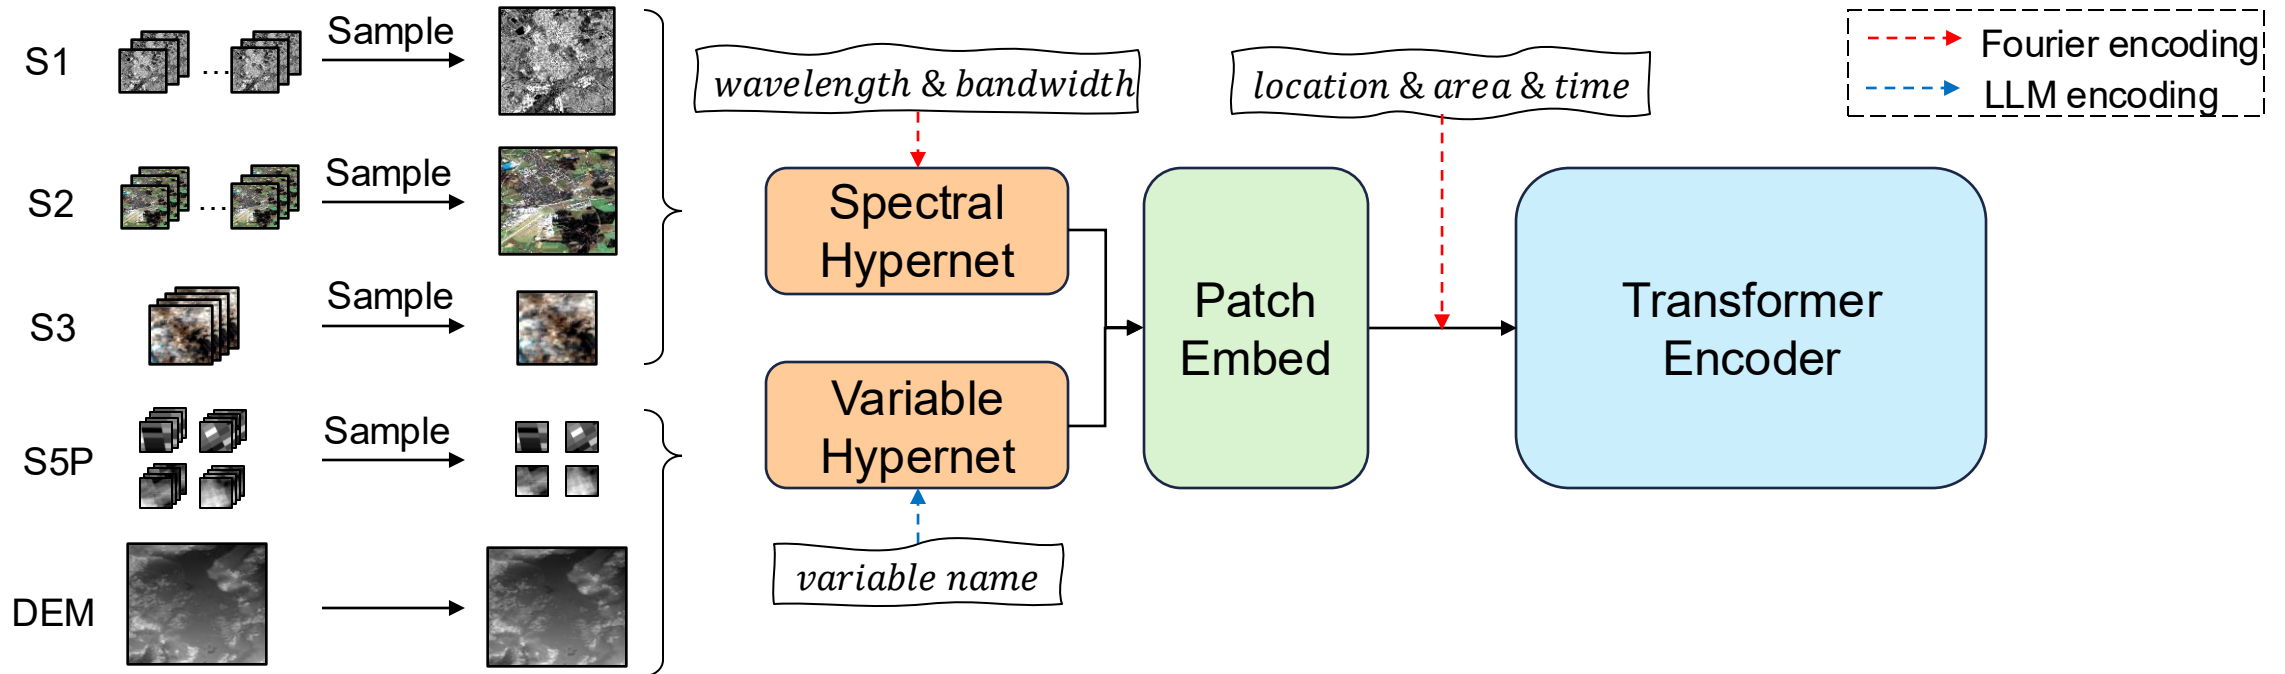 S1
Sample
S2
Sample
S3
Sample
S5P
Sample
DEM
wavelength & bandwidth
Spectral
Hypernet
Variable
Hypernet
variable name
Patch
Embed
location & area & time
Transformer
Encoder
Fourier encoding
LLM encoding
...
...
...
...